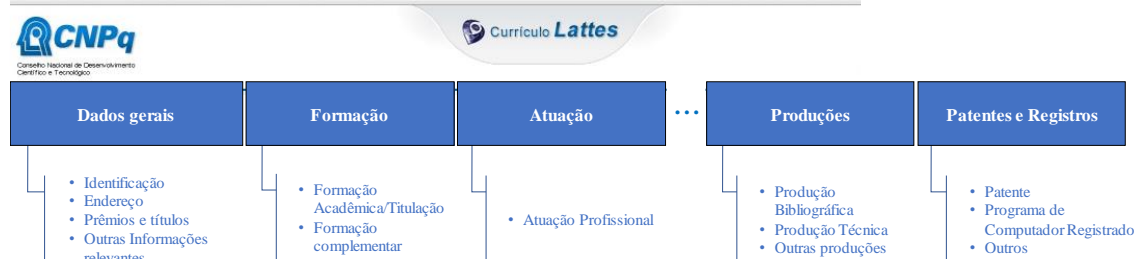 CNPq
Conselho Nacional de Desenvolvimento
Científico e Tecnológico
Currículo Lattes
Dados gerais
Formação
Atuação
...
Produções
Patentes e Registros
• Identificação
• Endereço
• Prêmios e títulos
• Outras Informações
relevantes
• Formação
Acadêmica/Titulação
• Formação
complementar
• Atuação Profissional
• Produção
Bibliográfica
• Produção Técnica
• Outras produções
• Patente
• Programa de
Computador Registrado
• Outros